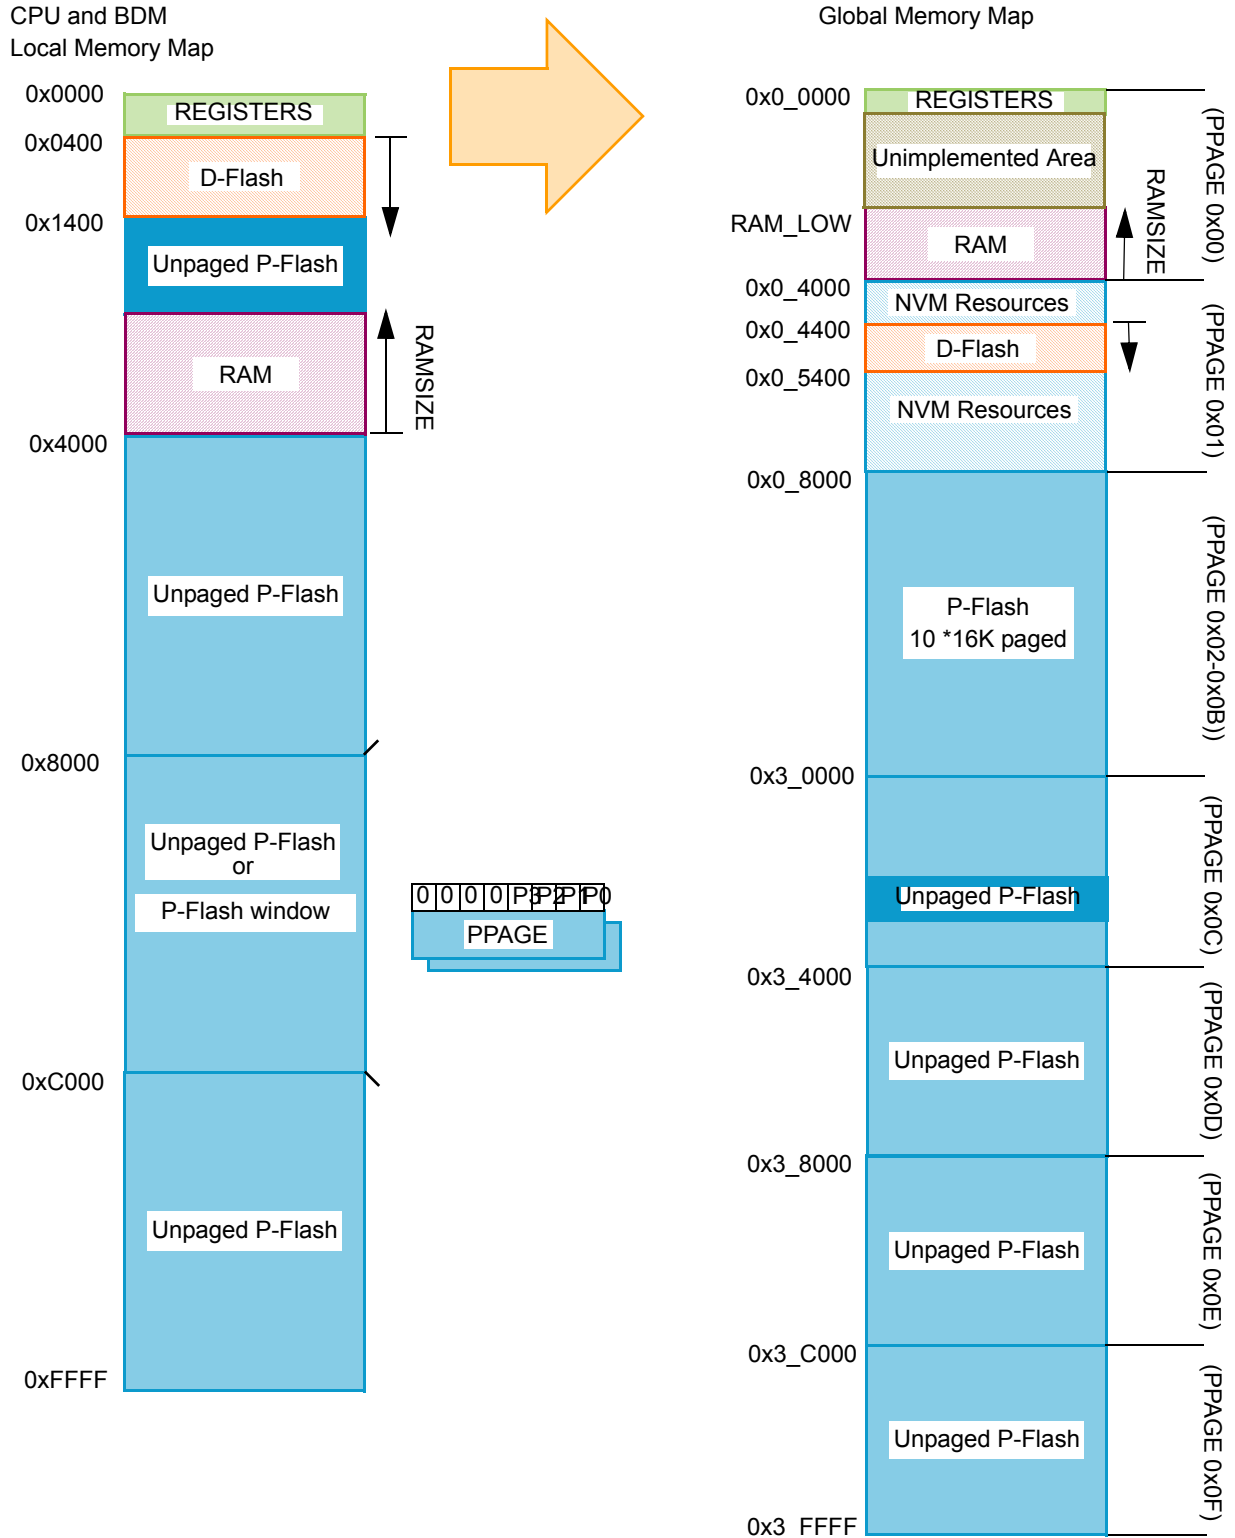 CPU and BDM
Local Memory Map
0x0000
REGISTERS
0x0400
D-Flash
0x1400
Unpaged P-Flash
RAM
RAMSIZE
0x4000
Unpaged P-Flash
0x8000
Unpaged P-Flash
or
P-Flash window
0xC000
Unpaged P-Flash
0xFFFF
0 0 0 0 P3 P2 P1 P0
PPAGE
Global Memory Map
0x0_0000
REGISTERS
Unimplemented Area
RAM_LOW
RAM
RAMSIZE
(PPAGE 0x00)
0x0_4000
NVM Resources
0x0_4400
D-Flash
0x0_5400
NVM Resources
(PPAGE 0x01)
0x0_8000
P-Flash
10 *16K paged
(PPAGE 0x02-0x0B))
0x3_0000
Unpaged P-Flash
(PPAGE 0x0C)
0x3_4000
Unpaged P-Flash
(PPAGE 0x0D)
0x3_8000
Unpaged P-Flash
(PPAGE 0x0E)
0x3_C000
Unpaged P-Flash
(PPAGE 0x0F)
0x3_FFFF